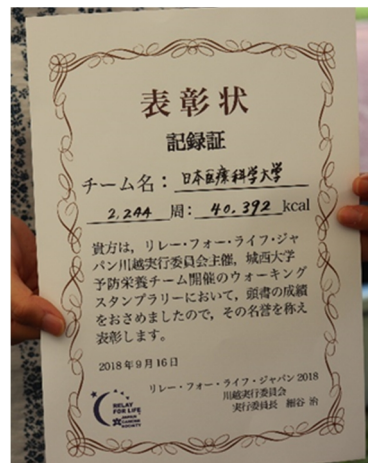 表彰状
記録証
チーム名： 日本医療科学大学
2,244 周： 40.392 kcal
貴方は，リレー・フォー・ライフ・ジャ
パン川越実行委員会主催，城西大学
予防栄養チーム開催のウォーキング
スタンプラリーにおいて，頭書の成績
をおさめましたので，その名誉を称え
表彰します。
2018年9月16日
リレー・フォー・ライフ・ジャパン 2018
川越実行委員会
実行委員長 細谷 治
RELAY
FOR LIFE
JAPAN
CANCER
SOCIETY